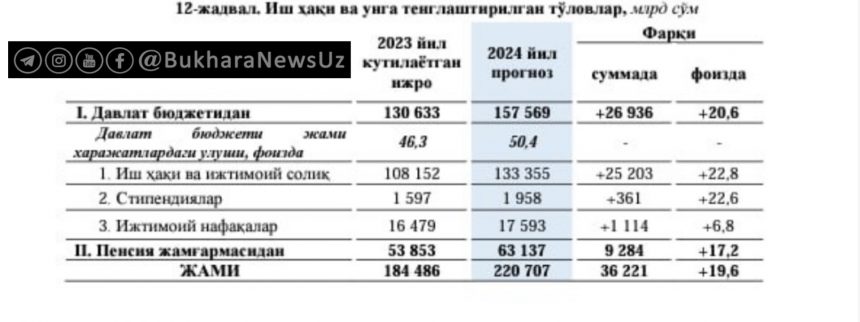 12-жадвал. Иш ҳақи ва унга тенглаштирилган тўловлар, млрд сўм
@BukharaNewsUz
2023 йил кутилаётган ижро 2024 йил прогноз Фарқи
суммада фоизда
I. Давлат бюджетидан 130 633 157 569 +26 936 +20,6
Давлат бюджети жами
харажатлардаги улуши, фоизда 46,3 50,4 - -
1. Иш ҳақи ва ижтимоий солиқ 108 152 133 355 +25 203 +22,8
2. Стипендиялар 1 597 1 958 +361 +22,6
3. Ижтимоий нафақалар 16 479 17 593 +1 114 +6,8
II. Пенсия жамғармасидан 53 853 63 137 9 284 +17,2
ЖАМИ 184 486 220 707 36 221 +19,6